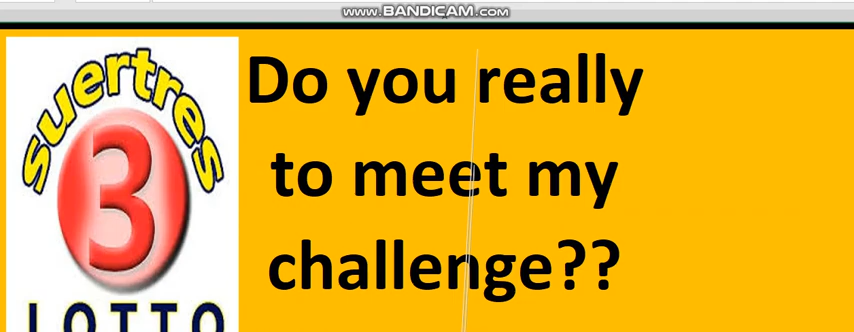 www.BANDICAM.com
suertres
3
LOTTO
Do you really
to meet my
challenge??